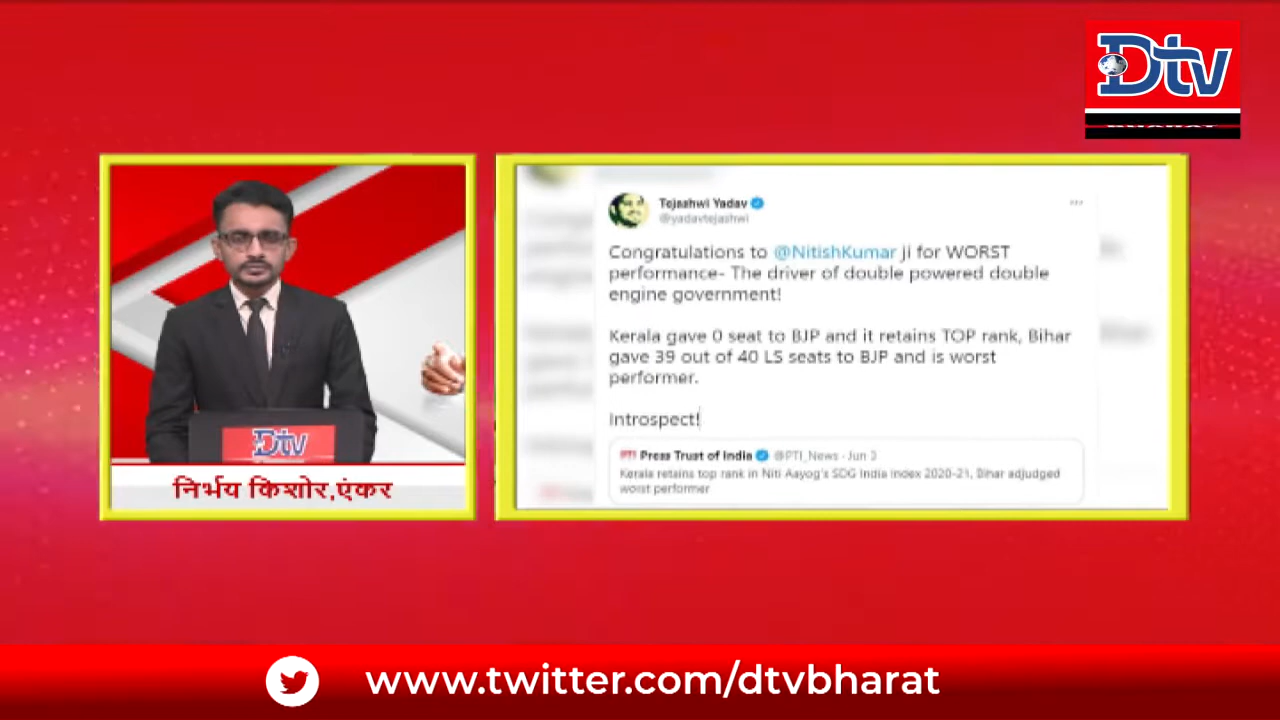 Dtv
Tejashwi Yadav
@yadavtejashwi
Congratulations to @NitishKumar ji for WORST
performance- The driver of double powered double
engine government!
Kerala gave 0 seat to BJP and it retains TOP rank, Bihar
gave 39 out of 40 LS seats to BJP and is worst
performer.
Introspect!
PTI Press Trust of India @PTI_News · Jun 3
Kerala retains top rank in Niti Aayog's SDG India Index 2020-21, Bihar adjudged
worst performer
Dtv
निर्भय किशोर,एंकर
www.twitter.com/dtvbharat